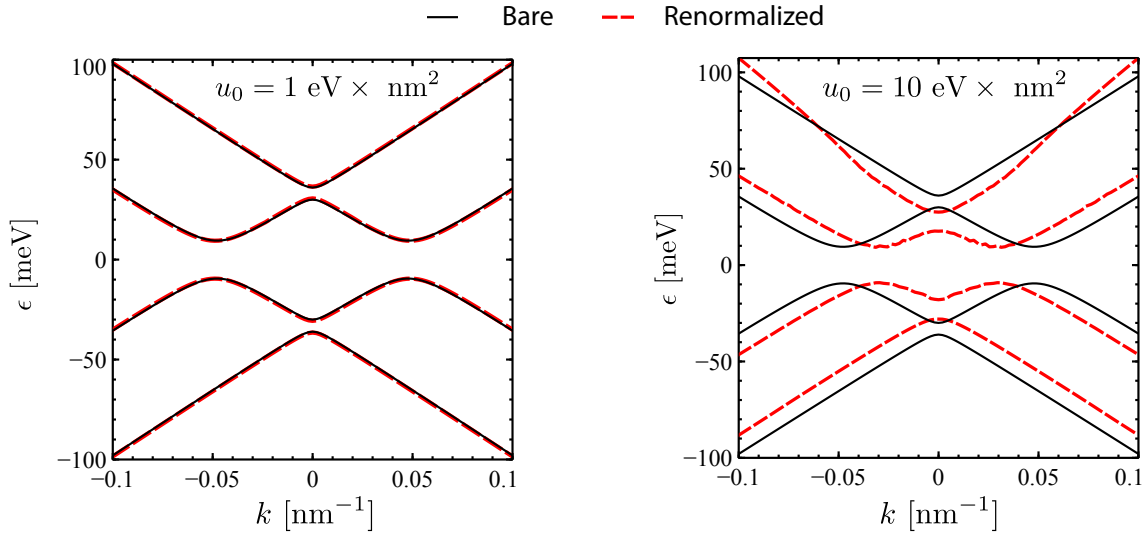 Bare Renormalized
u₀ = 1 eV × nm²
100
50
0
−50
−100
ϵ [meV]
−0.1 −0.05 0 0.05 0.1
k [nm⁻¹]
u₀ = 10 eV × nm²
100
50
0
−50
−100
ϵ [meV]
−0.1 −0.05 0 0.05 0.1
k [nm⁻¹]